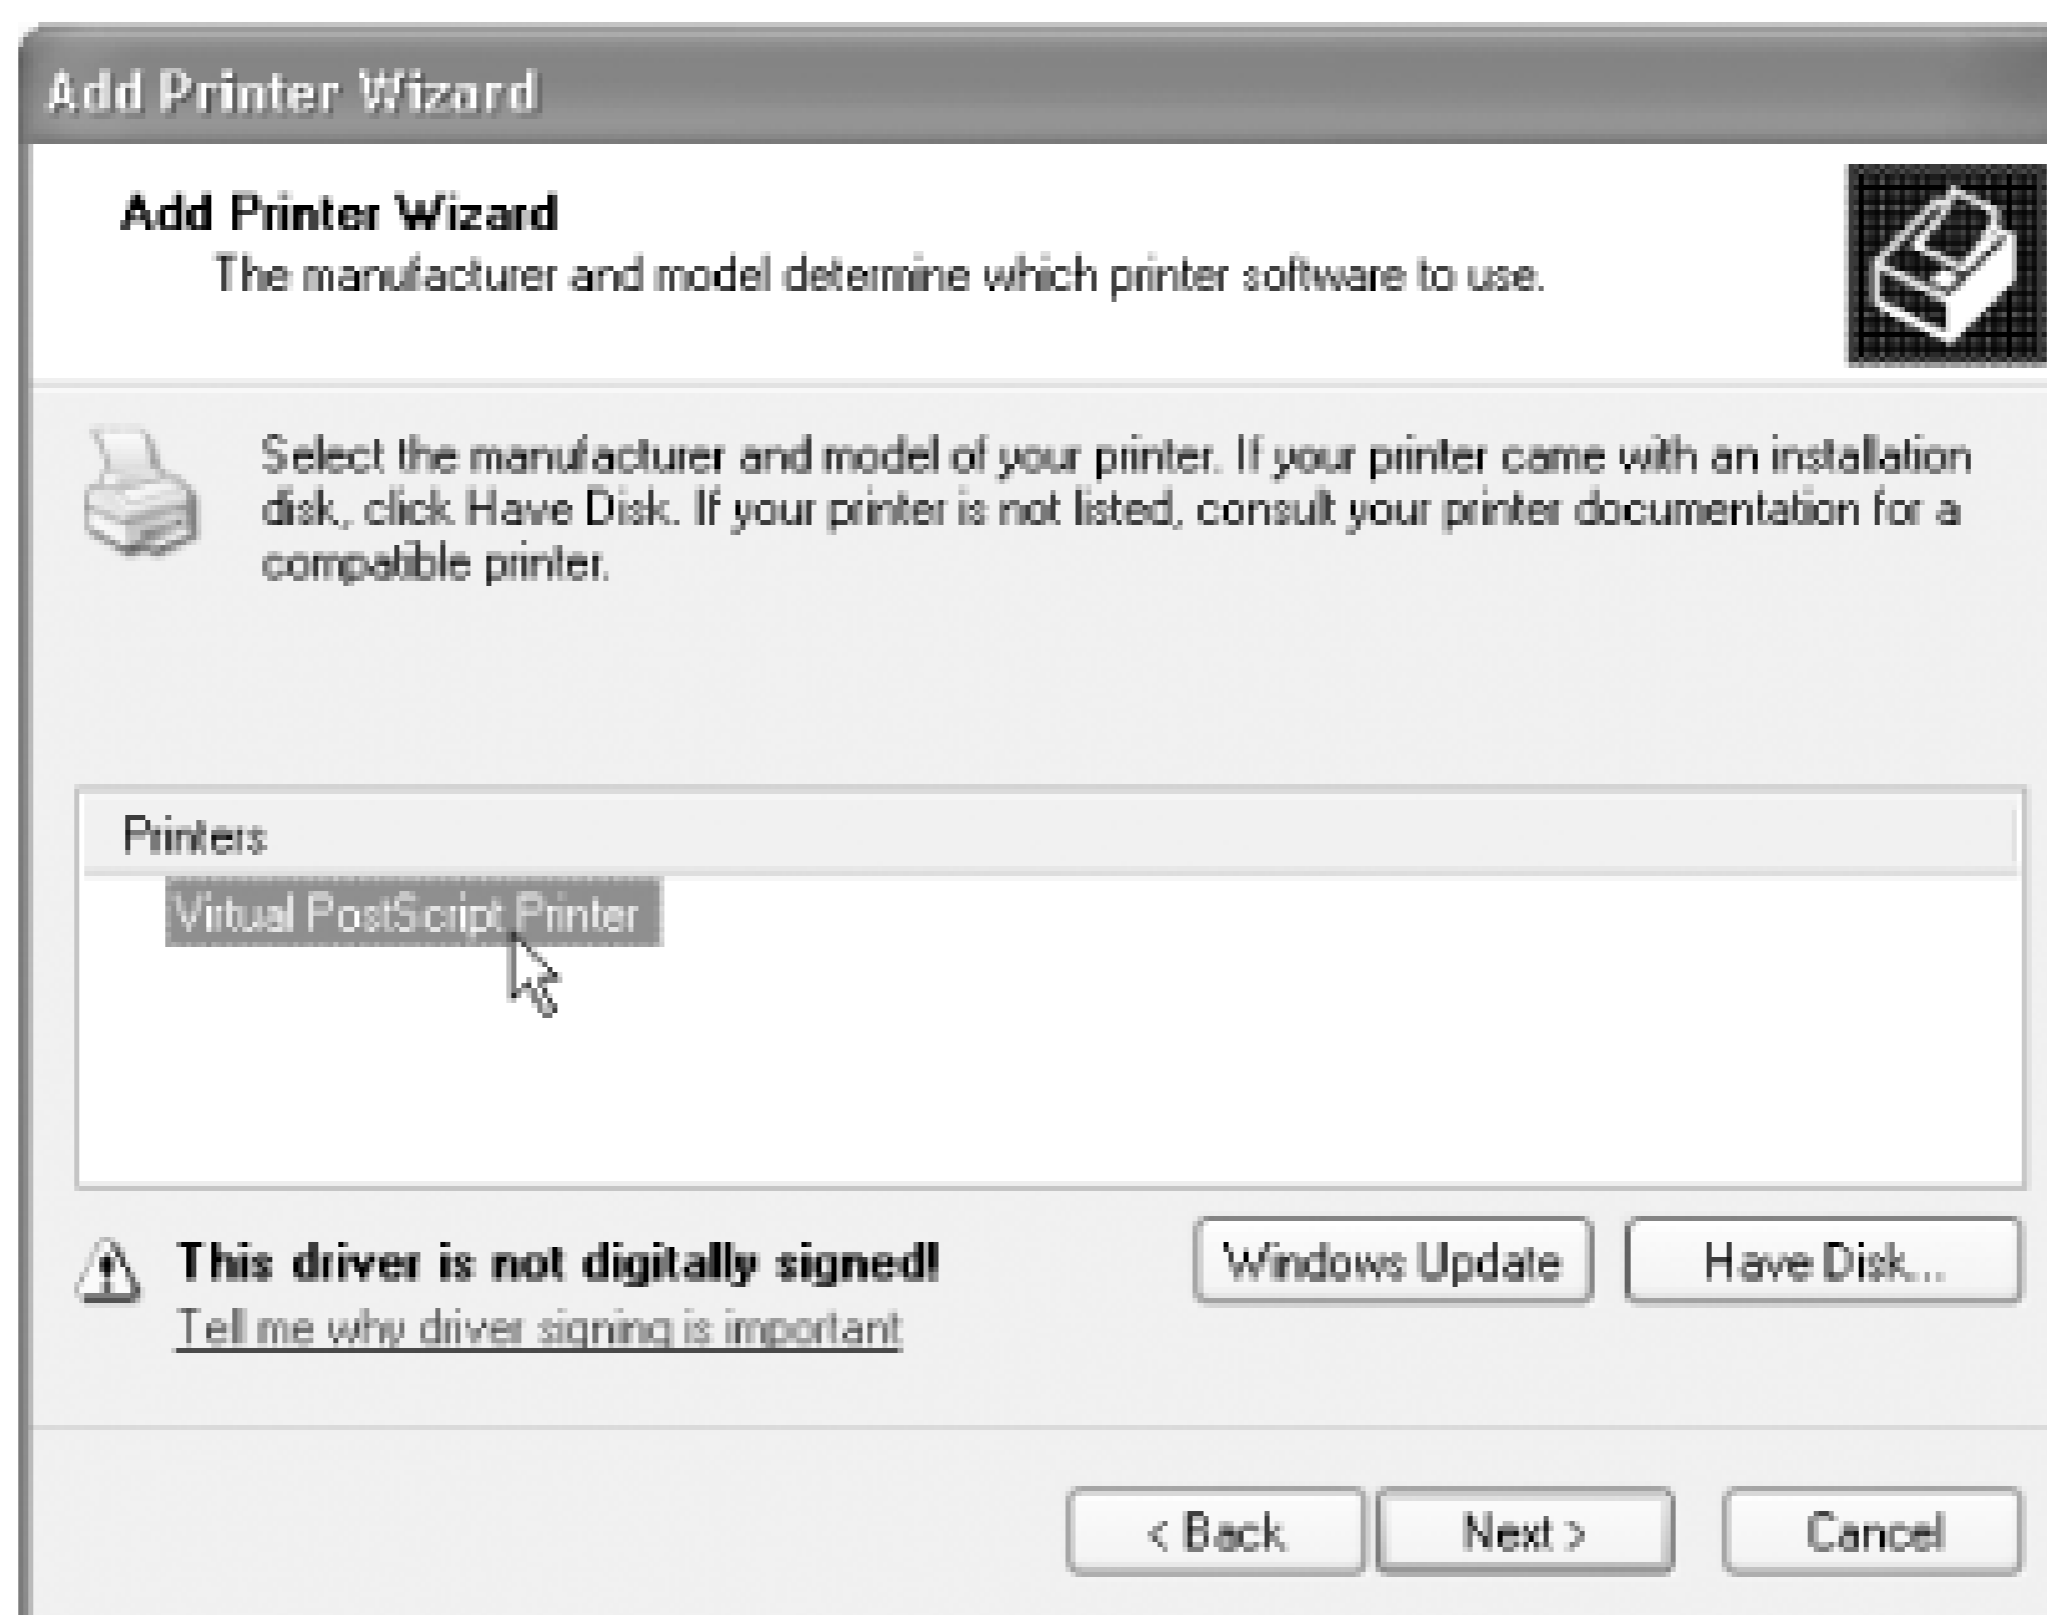 Add Printer Wizard
Add Printer Wizard
The manufacturer and model determine which printer software to use.
Select the manufacturer and model of your printer. If your printer came with an installation
disk, click Have Disk. If your printer is not listed, consult your printer documentation for a
compatible printer.
Printers
Virtual PostScript Printer
This driver is not digitally signed!
Tell me why driver signing is important
Windows Update
Have Disk...
< Back
Next >
Cancel